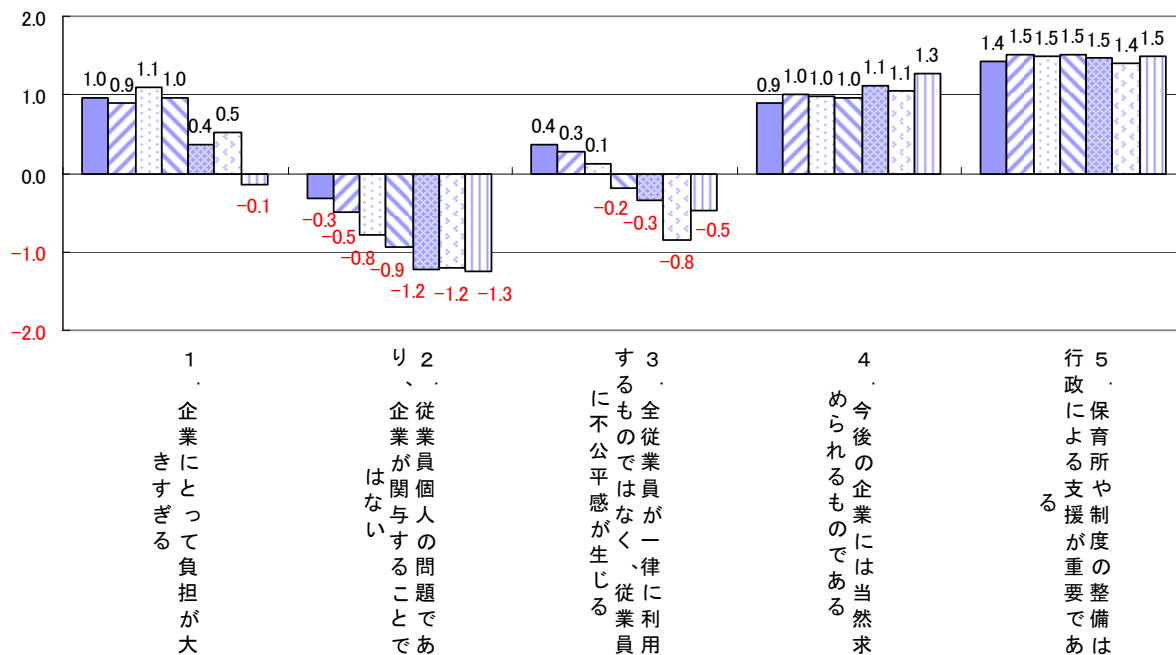 2.0
1.0
0.0
−1.0
−2.0
1.0 0.9 1.1 1.0 0.4 0.5 −0.1
−0.3 −0.5 −0.8 −0.9 −1.2 −1.2 −1.3
0.4 0.3 0.1 −0.2 −0.3 −0.8 −0.5
0.9 1.0 1.0 1.0 1.1 1.1 1.3
1.4 1.5 1.5 1.5 1.5 1.4 1.5
1．企業にとって負担が大
きすぎる
2．従業員個人の問題であ
り、企業が関与することで
はない
3．全従業員が一律に利用
するものではなく、従業員
に不公平感が生じる
4．今後の企業には当然求
められるものである
5．保育所や制度の整備は
行政による支援が重要であ
る